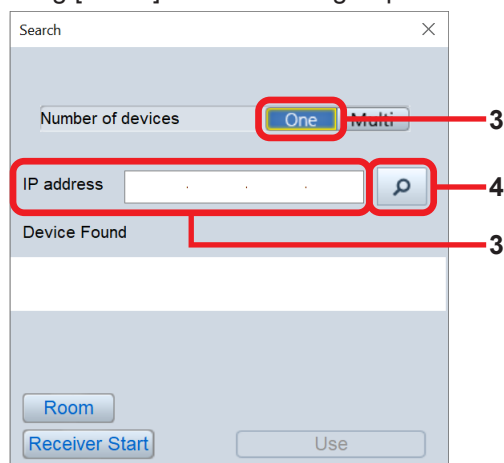 Search
Number of devices One Multi 3
IP address . . . 4
Device Found 3
Room
Receiver Start Use